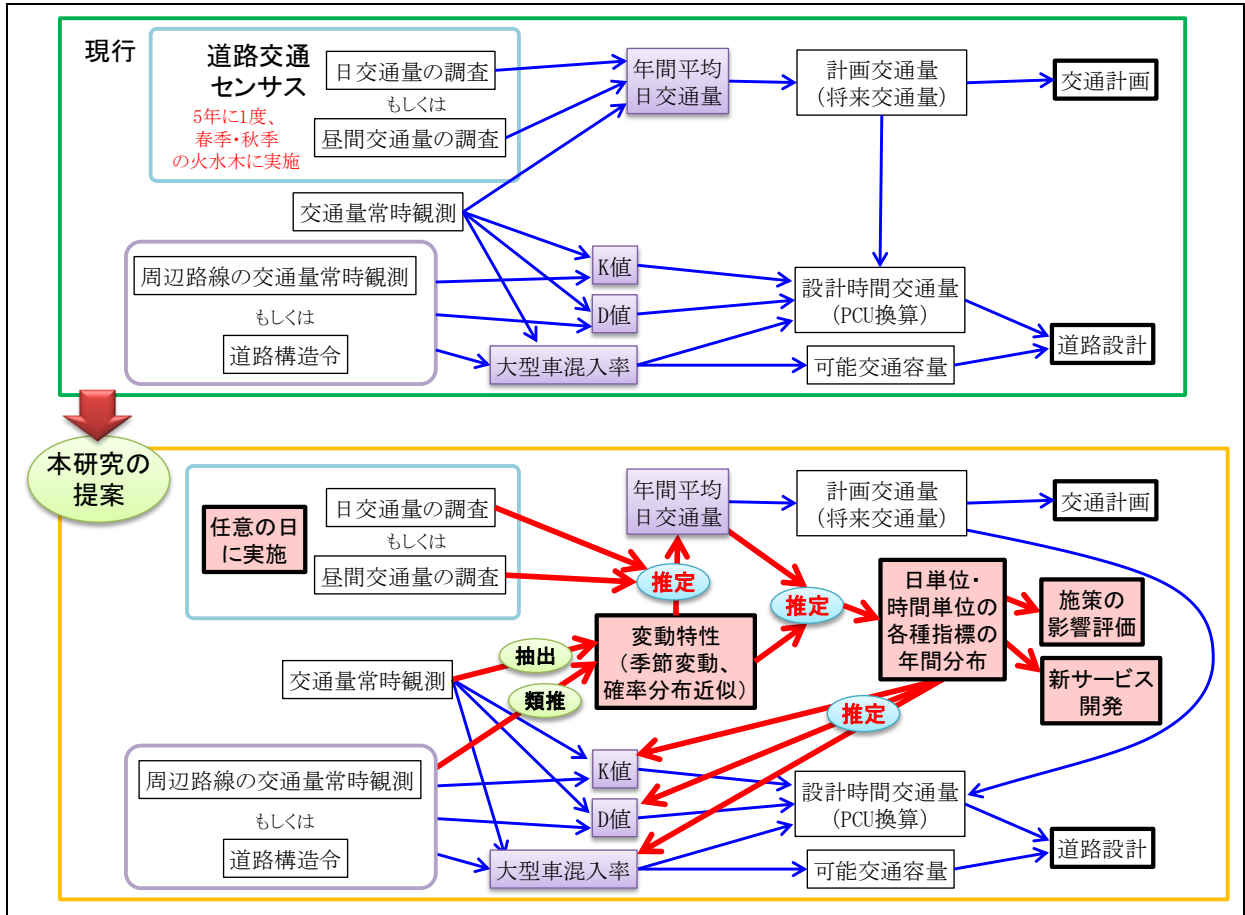 現行
道路交通
センサス
5年に1度、
春季・秋季
の火水木に実施
日交通量の調査
もしくは
昼間交通量の調査
年間平均
日交通量
計画交通量
(将来交通量)
交通計画
交通量常時観測
周辺路線の交通量常時観測
もしくは
道路構造令
K値
D値
大型車混入率
設計時間交通量
(PCU換算)
可能交通容量
道路設計
本研究の
提案
任意の日
に実施
日交通量の調査
もしくは
昼間交通量の調査
年間平均
日交通量
計画交通量
(将来交通量)
交通計画
推定
推定
変動特性
(季節変動、
確率分布近似)
日単位・
時間単位の
各種指標の
年間分布
施策の
影響評価
新サービス
開発
抽出
類推
推定
交通量常時観測
周辺路線の交通量常時観測
もしくは
道路構造令
K値
D値
大型車混入率
設計時間交通量
(PCU換算)
可能交通容量
道路設計